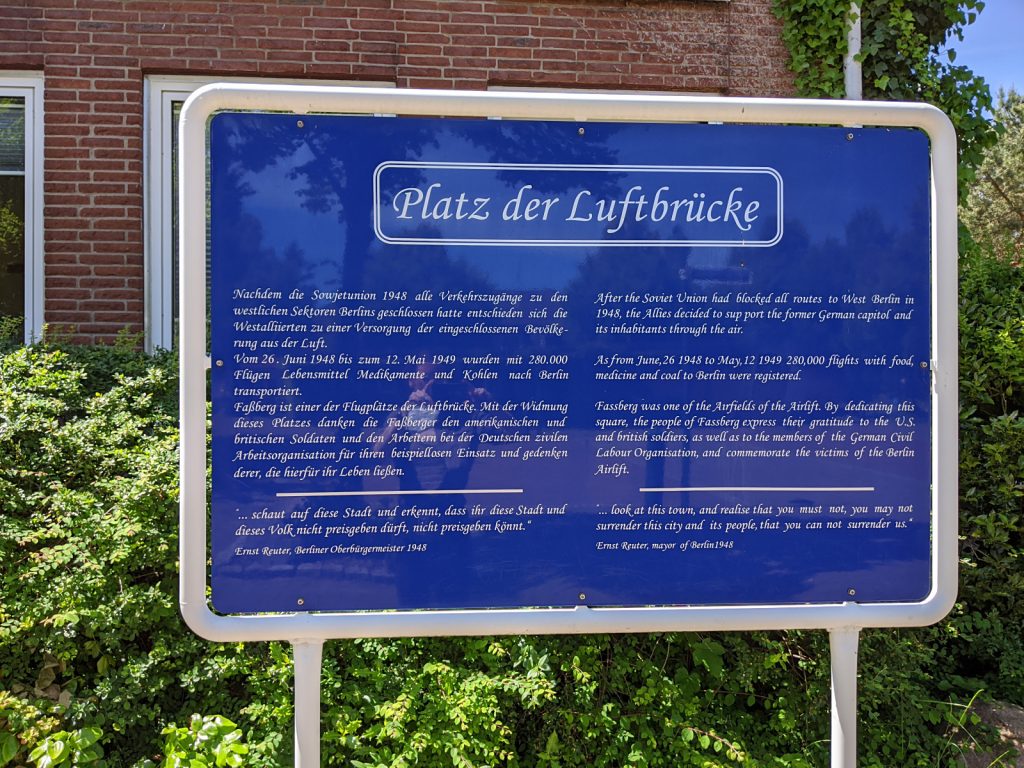 Platz der Luftbrücke
Nachdem die Sowjetunion 1948 alle Verkehrszugänge zu den
westlichen Sektoren Berlins geschlossen hatte entschieden sich die
Westalliierten zu einer Versorgung der eingeschlossenen Bevölke-
rung aus der Luft.
Vom 26. Juni 1948 bis zum 12. Mai 1949 wurden mit 280.000
Flügen Lebensmittel Medikamente und Kohlen nach Berlin
transportiert.
Faßberg ist einer der Flugplätze der Luftbrücke. Mit der Widmung
dieses Platzes danken die Faßberger den amerikanischen und
britischen Soldaten und den Arbeitern bei der Deutschen zivilen
Arbeitsorganisation für ihren beispiellosen Einsatz und gedenken
derer, die hierfür ihr Leben ließen.
"... schaut auf diese Stadt und erkennt, dass ihr diese Stadt und
dieses Volk nicht preisgeben dürft, nicht preisgeben könnt."
Ernst Reuter, Berliner Oberbürgermeister 1948
After the Soviet Union had blocked all routes to West Berlin in
1948, the Allies decided to sup port the former German capitol and
its inhabitants through the air.
As from June,26 1948 to May,12 1949 280,000 flights with food,
medicine and coal to Berlin were registered.
Fassberg was one of the Airfields of the Airlift. By dedicating this
square, the people of Fassberg express their gratitude to the U.S.
and british soldiers, as well as to the members of the German Civil
Labour Organisation, and commemorate the victims of the Berlin
Airlift.
"... look at this town, and realise that you must not, you may not
surrender this city and its people, that you can not surrender us."
Ernst Reuter, mayor of Berlin1948